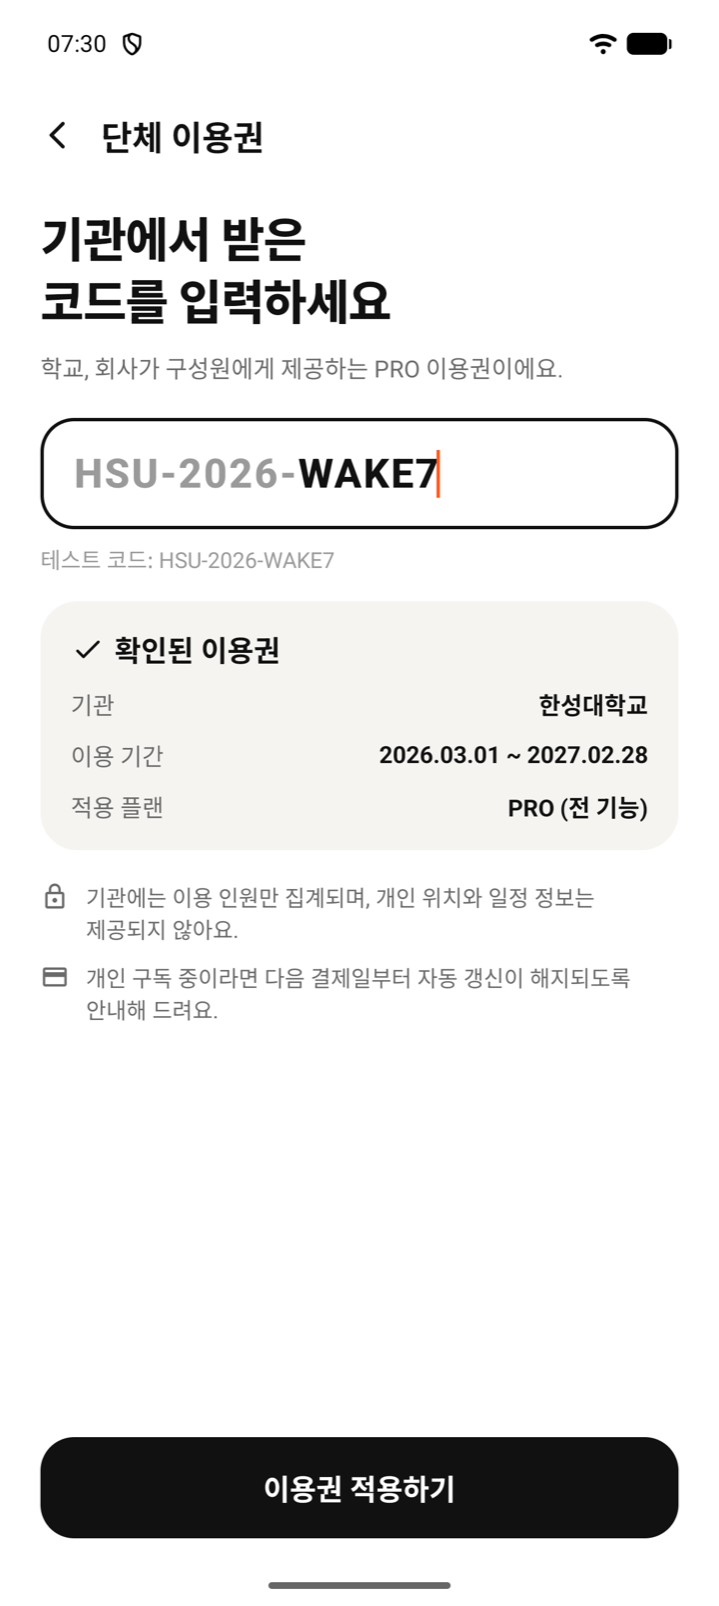 07:30
단체 이용권
기관에서 받은
코드를 입력하세요
학교, 회사가 구성원에게 제공하는 PRO 이용권이에요.
HSU-2026-WAKE7
테스트 코드: HSU-2026-WAKE7
확인된 이용권
기관 한성대학교
이용 기간 2026.03.01 ~ 2027.02.28
적용 플랜 PRO (전 기능)
기관에는 이용 인원만 집계되며, 개인 위치와 일정 정보는
제공되지 않아요.
개인 구독 중이라면 다음 결제일부터 자동 갱신이 해지되도록
안내해 드려요.
이용권 적용하기